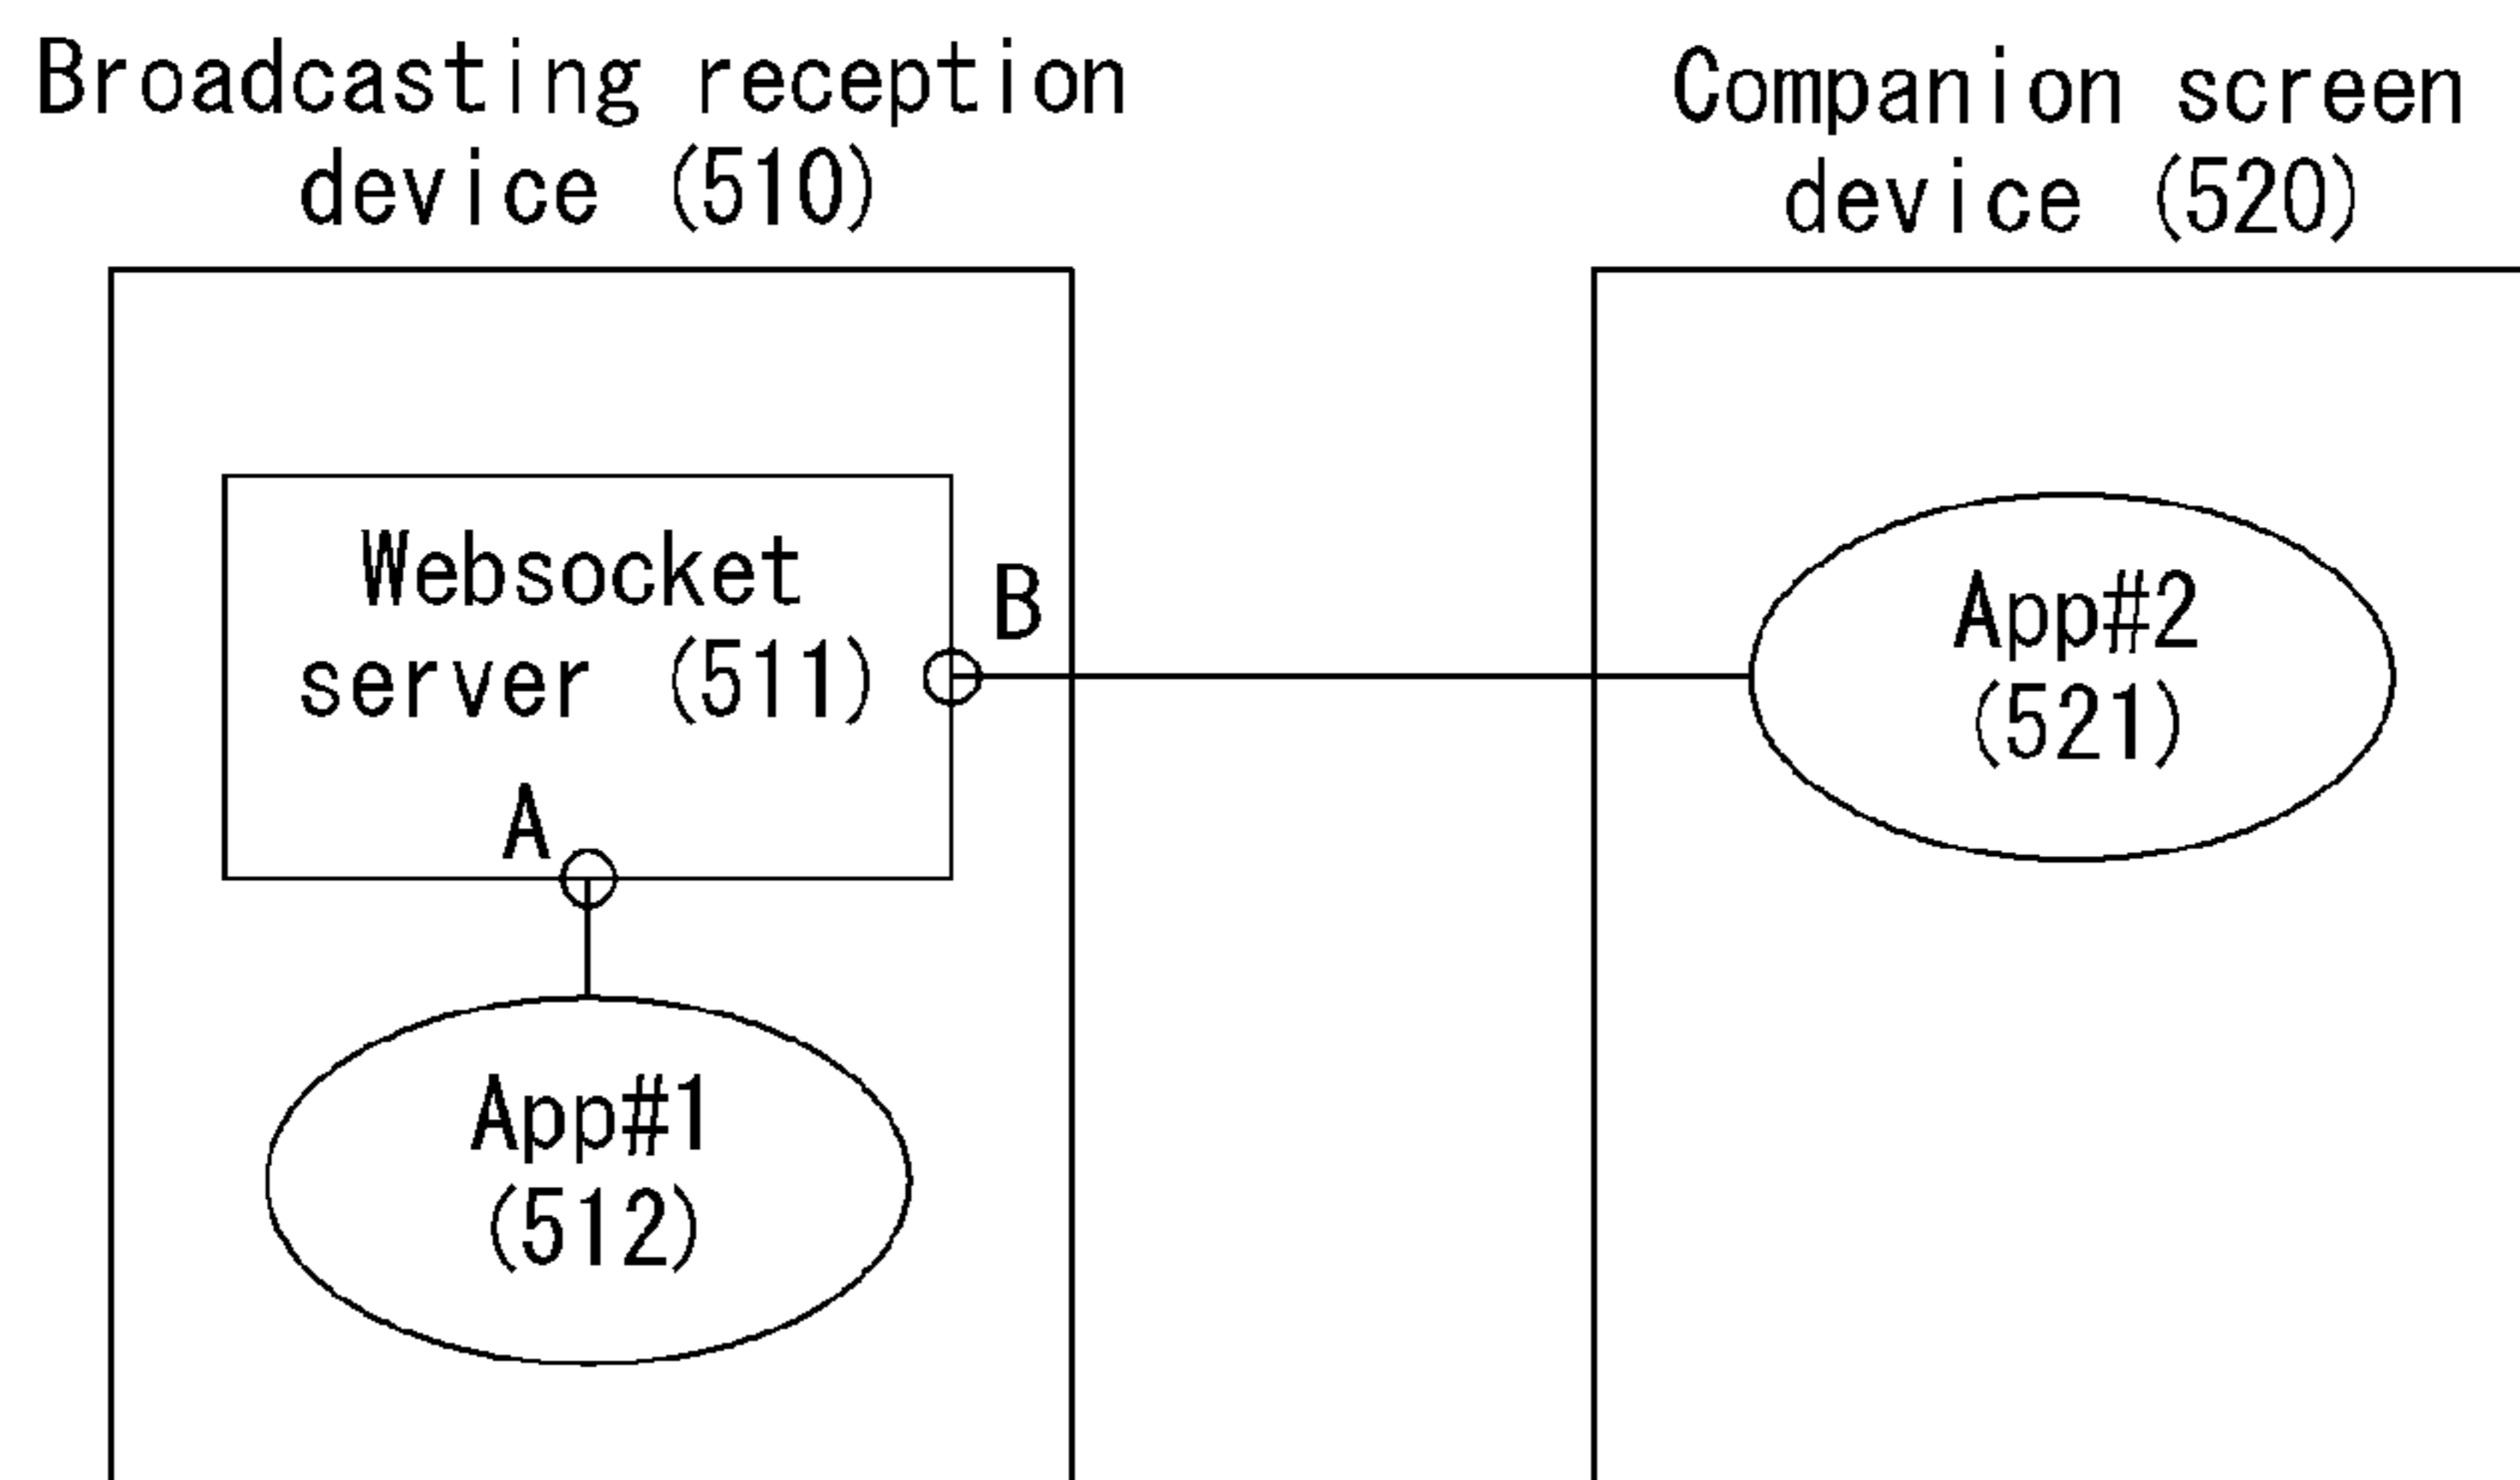 Broadcasting reception
device (510)
Companion screen
device (520)
Websocket
server (511)
B
A
App#2
(521)
App#1
(512)